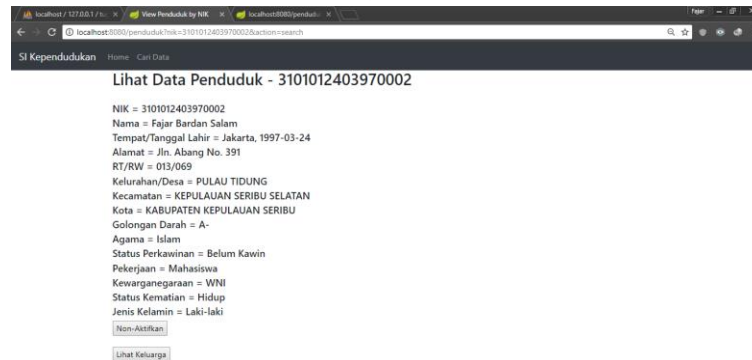 localhost / 127.0.0.1 /
View Penduduk by NIK
localhost:8080/pendudu
Fajar
localhost:8080/penduduk?nik=3101012403970002&action=search
SI Kependudukan Home Cari Data
Lihat Data Penduduk - 3101012403970002
NIK = 3101012403970002
Nama = Fajar Bardan Salam
Tempat/Tanggal Lahir = Jakarta, 1997-03-24
Alamat = Jln. Abang No. 391
RT/RW = 013/069
Kelurahan/Desa = PULAU TIDUNG
Kecamatan = KEPULAUAN SERIBU SELATAN
Kota = KABUPATEN KEPULAUAN SERIBU
Golongan Darah = A-
Agama = Islam
Status Perkawinan = Belum Kawin
Pekerjaan = Mahasiswa
Kewarganegaraan = WNI
Status Kematian = Hidup
Jenis Kelamin = Laki-laki
Non-Aktifkan
Lihat Keluarga